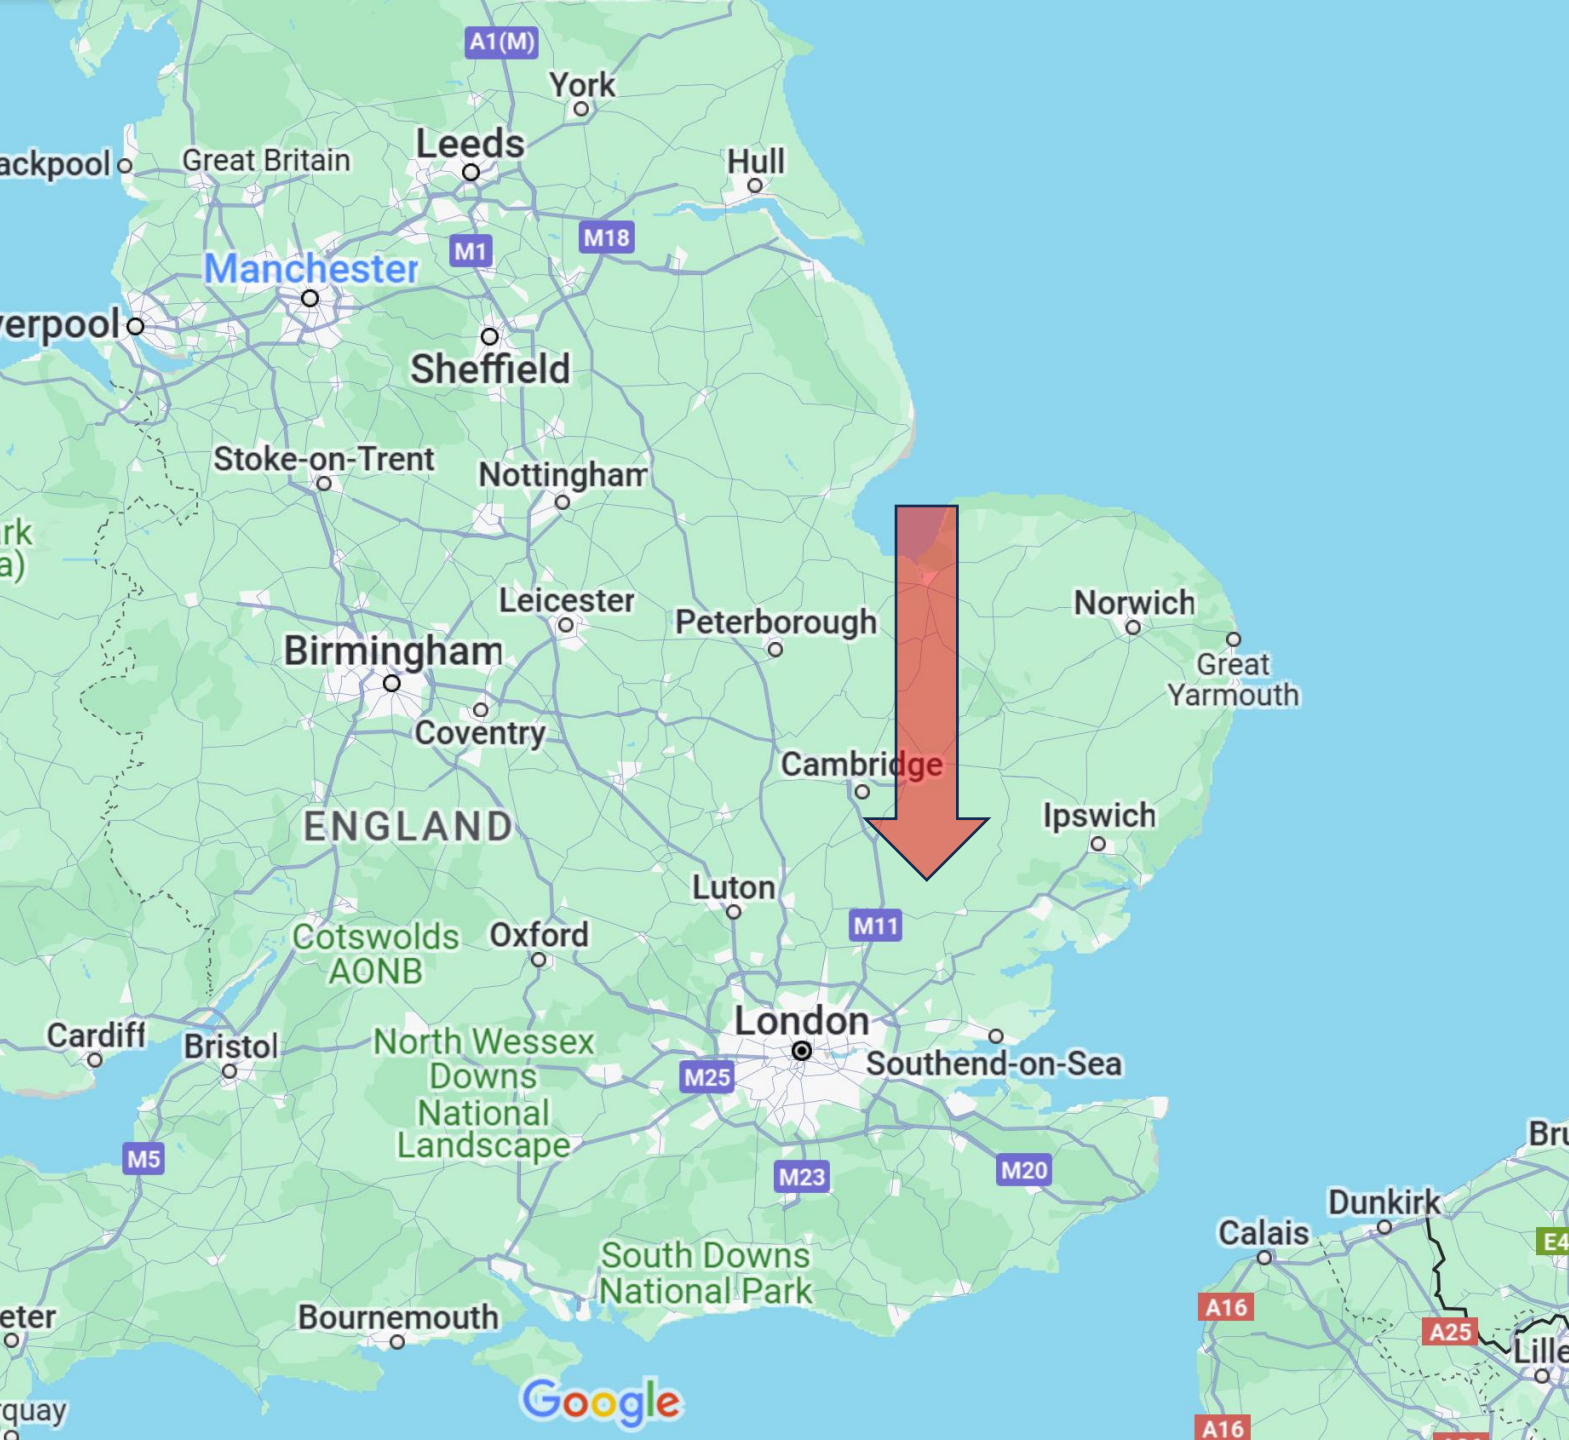 A1(M)
York
Leeds
Great Britain
Hull
ackpool
M1
M18
Manchester
verpool
Sheffield
Stoke-on-Trent
Nottingham
rk
a)
Leicester
Peterborough
Norwich
Birmingham
Great
Yarmouth
Coventry
Cambridge
Ipswich
ENGLAND
Luton
M11
Cotswolds
AONB
Oxford
London
Cardiff
Bristol
North Wessex
Downs
National
Landscape
M25
Southend-on-Sea
M5
M23
M20
Bru
Dunkirk
Calais
E4
South Downs
National Park
eter
Bournemouth
A16
A25
Lille
Google
rquay
A16